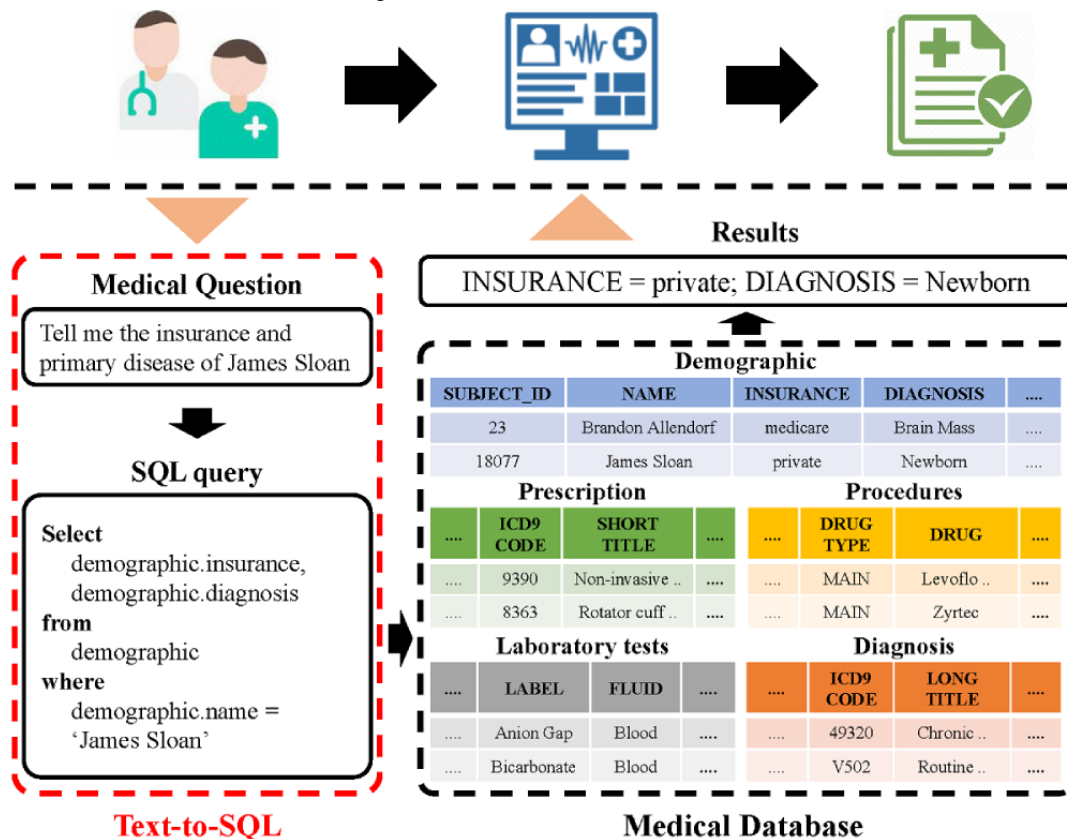 Medical Question
Tell me the insurance and
primary disease of James Sloan
SQL query
Select
demographic.insurance,
demographic.diagnosis
from
demographic
where
demographic.name =
‘James Sloan’
Text-to-SQL
Results
INSURANCE = private; DIAGNOSIS = Newborn
Demographic
SUBJECT_ID NAME INSURANCE DIAGNOSIS ....
23 Brandon Allendorf medicare Brain Mass ....
18077 James Sloan private Newborn ....
Prescription
.... ICD9 CODE SHORT TITLE ....
.... 9390 Non-invasive .. ....
.... 8363 Rotator cuff .. ....
Procedures
.... DRUG TYPE DRUG ....
.... MAIN Levoflo .. ....
.... MAIN Zyrtec ....
Laboratory tests
.... LABEL FLUID ....
.... Anion Gap Blood ....
.... Bicarbonate Blood ....
Diagnosis
.... ICD9 CODE LONG TITLE ....
.... 49320 Chronic .. ....
.... V502 Routine .. ....
Medical Database